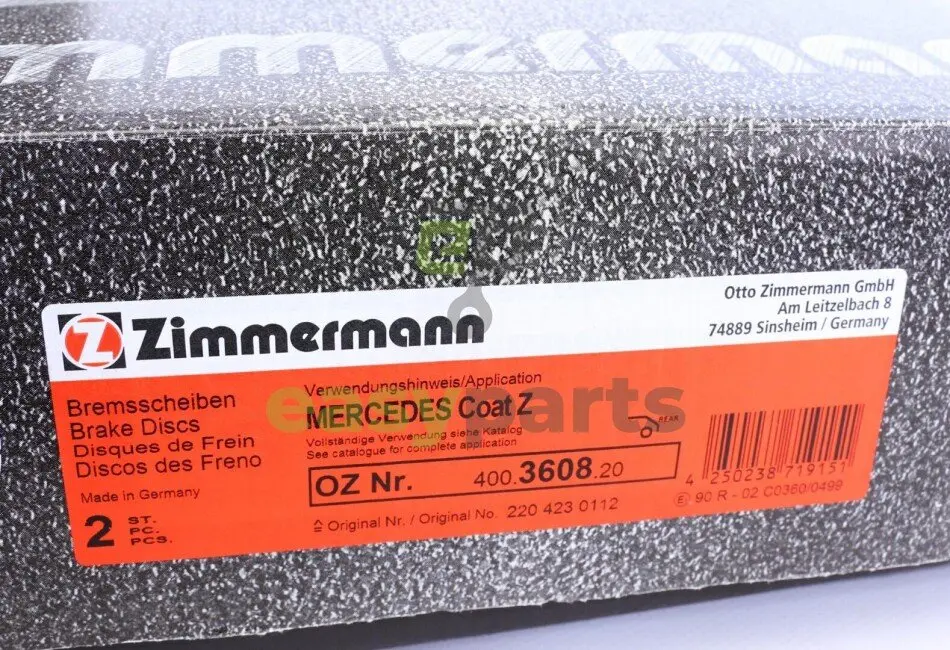 mmeimao
Zimmermann
Otto Zimmermann GmbH
Am Leitzelbach 8
74889 Sinsheim / Germany
Bremsscheiben
Brake Discs
Disques de Frein
Discos des Freno
Made in Germany
2 ST.
PC.
PCS.
Verwendungshinweis/Application
MERCEDES Coat Z
Vollständige Verwendung siehe Katalog
See catalogue for complete application
REAR
OZ Nr. 400.3608.20
≙ Original Nr. / Original No. 220 423 0112
4 250238 719151
E 90 R - 02 C0360/0499
easyparts